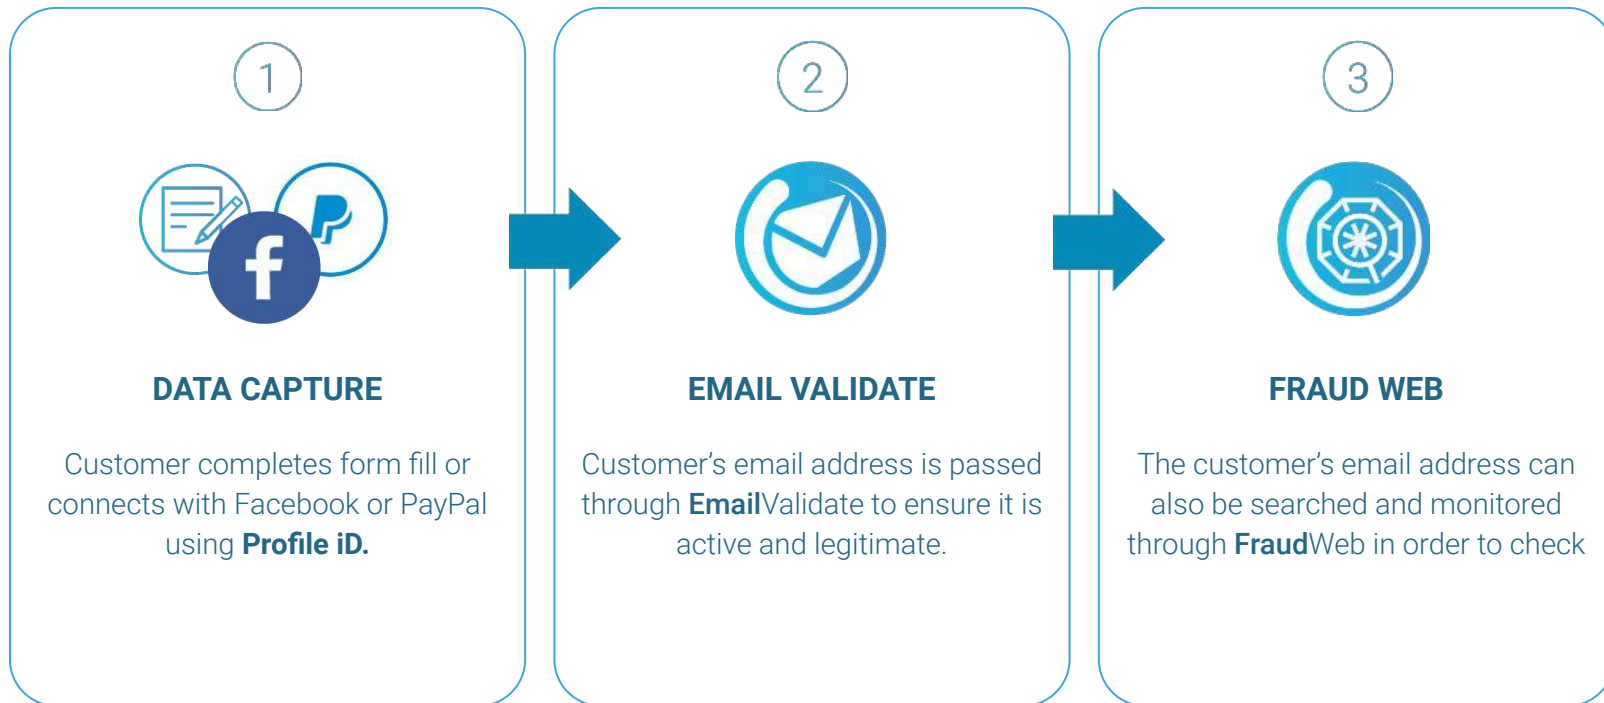 1
DATA CAPTURE
Customer completes form fill or
connects with Facebook or PayPal
using Profile iD.
2
EMAIL VALIDATE
Customer’s email address is passed
through EmailValidate to ensure it is
active and legitimate.
3
FRAUD WEB
The customer’s email address can
also be searched and monitored
through FraudWeb in order to check